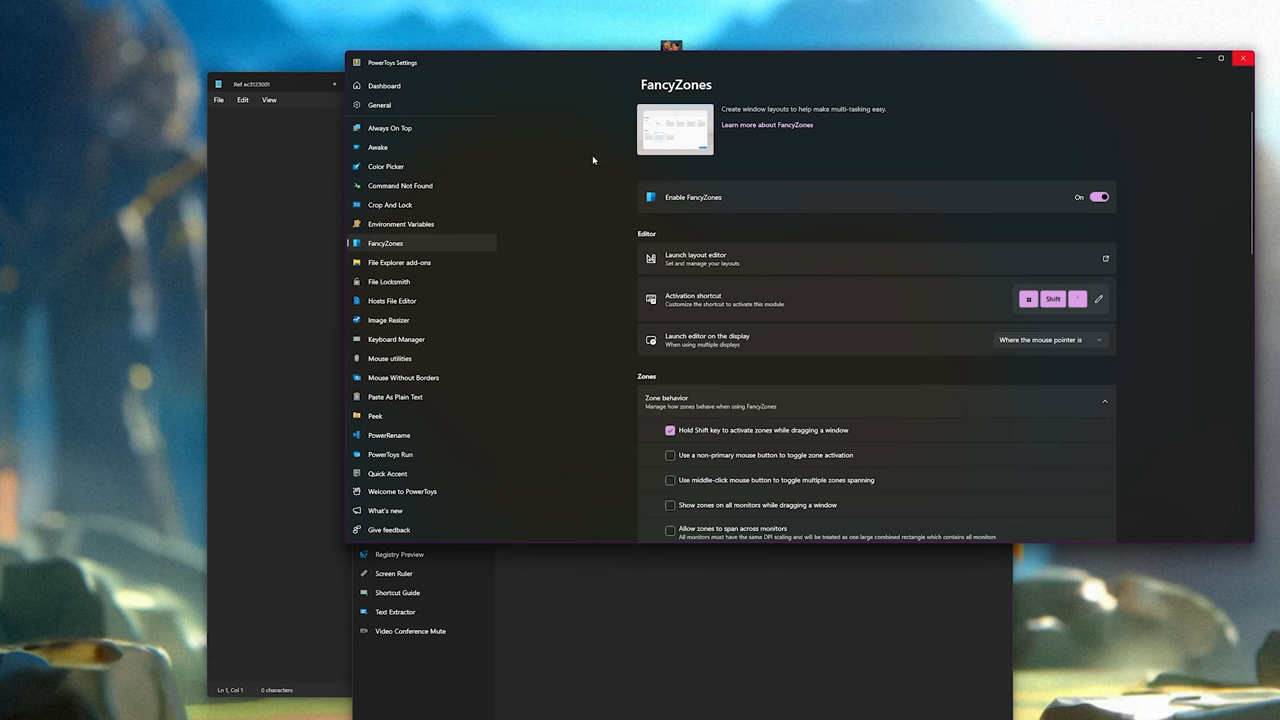 Ref ec3123001
File Edit View
Ln 1, Col 1 0 characters
PowerToys Settings
Dashboard
General
Always On Top
Awake
Color Picker
Command Not Found
Crop And Lock
Environment Variables
FancyZones
File Explorer add-ons
File Locksmith
Hosts File Editor
Image Resizer
Keyboard Manager
Mouse utilities
Mouse Without Borders
Paste As Plain Text
Peek
PowerRename
PowerToys Run
Quick Accent
Welcome to PowerToys
What's new
Give feedback
FancyZones
Create window layouts to help make multi-tasking easy.
Learn more about FancyZones
Enable FancyZones On
Editor
Launch layout editor
Set and manage your layouts
Activation shortcut
Customize the shortcut to activate this module
Shift `
Launch editor on the display
When using multiple displays
Where the mouse pointer is
Zones
Zone behavior
Manage how zones behave when using FancyZones
Hold Shift key to activate zones while dragging a window
Use a non-primary mouse button to toggle zone activation
Use middle-click mouse button to toggle multiple zones spanning
Show zones on all monitors while dragging a window
Allow zones to span across monitors
All monitors must have the same DPI scaling and will be treated as one large combined rectangle which contains all monitors
Registry Preview
Screen Ruler
Shortcut Guide
Text Extractor
Video Conference Mute